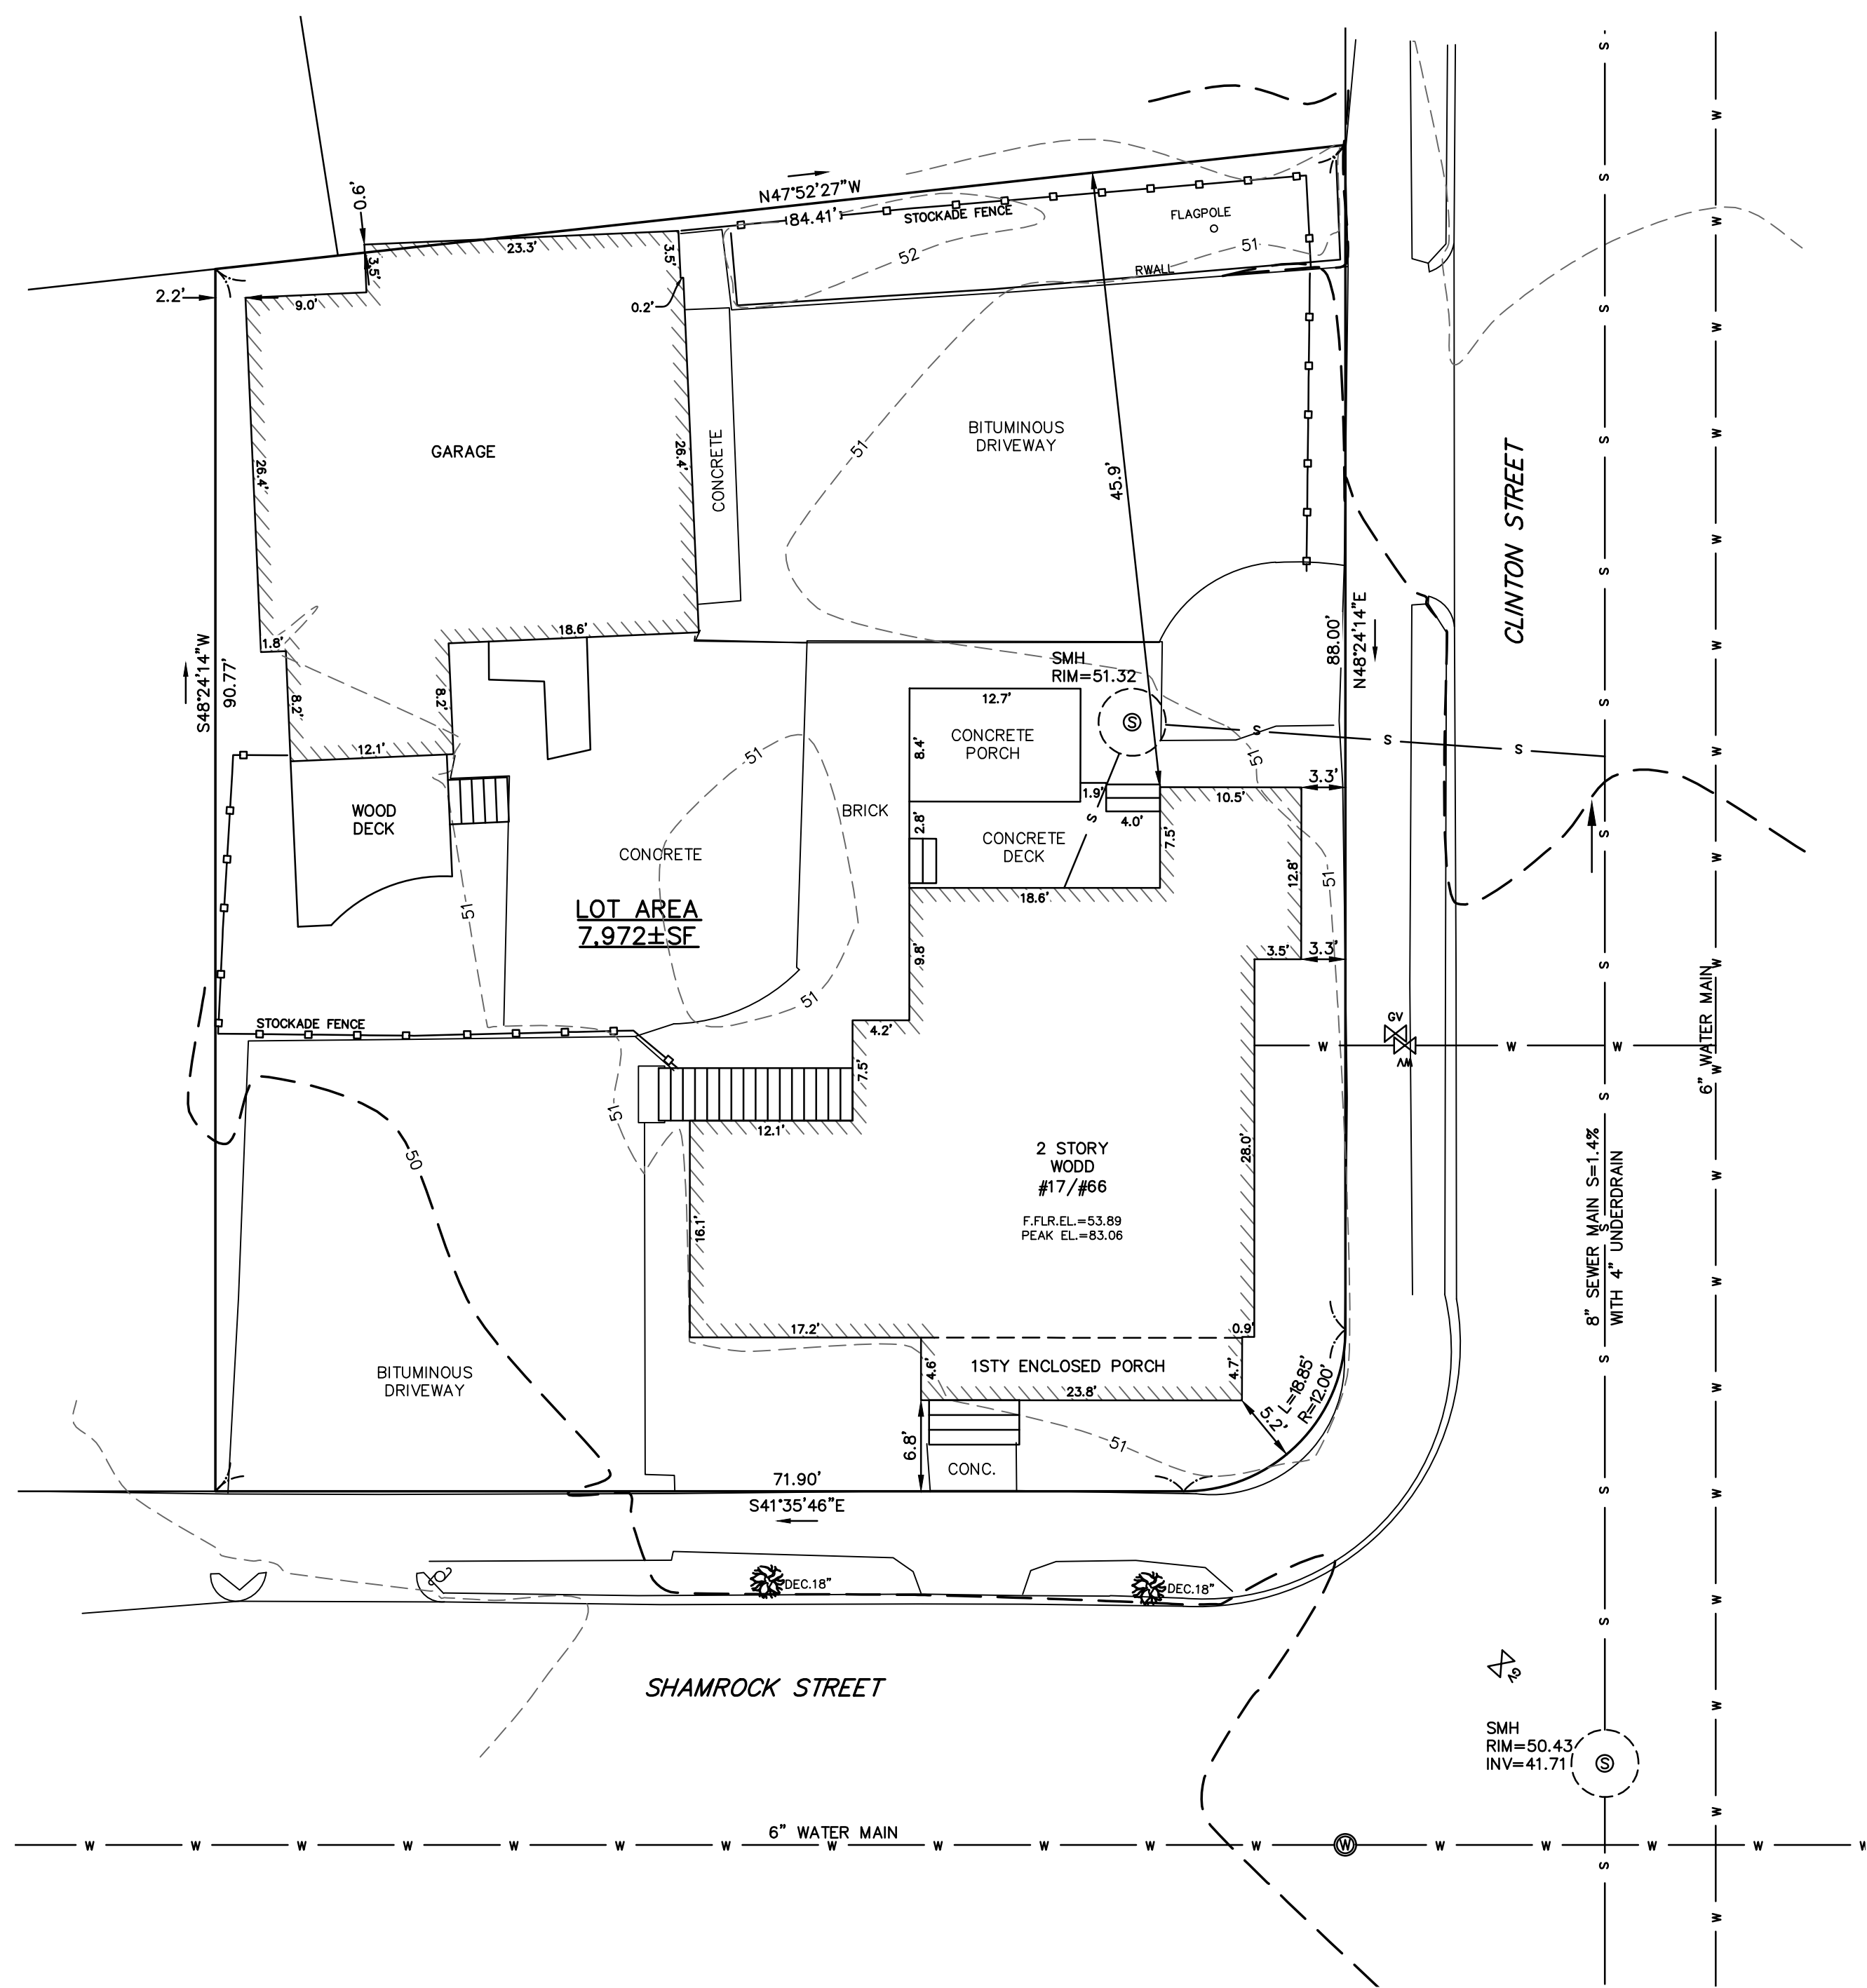 N47°52'27"W
84.41'
STOCKADE FENCE
FLAGPOLE
52
51
RWALL
0.6'
23.3'
3.5'
3.5'
2.2'
9.0'
0.2'
GARAGE
26.4'
26.4'
CONCRETE
BITUMINOUS
DRIVEWAY
51
45.9'
CLINTON STREET
S48°24'14"W
90.77'
1.8'
18.6'
8.2'
8.2'
12.1'
88.00'
N48°24'14"E
SMH
RIM=51.32
S
12.7'
CONCRETE
PORCH
8.4'
S
S
S
51
3.3'
WOOD
DECK
51
BRICK
1.9'
4.0'
10.5'
S
2.8'
CONCRETE
DECK
7.5'
CONCRETE
12.8'
51
51
18.6'
LOT AREA
7,972±SF
9.8'
3.5'
3.3'
51
STOCKADE FENCE
4.2'
GV
WV
W
W
W
6" WATER MAIN
7.5'
51
12.1'
50
2 STORY
WODD
#17/#66
F.FLR.EL.=53.89
PEAK EL.=83.06
28.0'
16.1'
8" SEWER MAIN S=1.4%
WITH 4" UNDERDRAIN
17.2'
0.9'
BITUMINOUS
DRIVEWAY
4.6'
1STY ENCLOSED PORCH
4.7'
23.8'
L=18.85'
R=12.00'
5.2'
6.8'
51
CONC.
71.90'
S41°35'46"E
DEC.18"
DEC.18"
SHAMROCK STREET
SMH
RIM=50.43
INV=41.71
S
6" WATER MAIN
W W W W W W W W W W W W W W W W W W